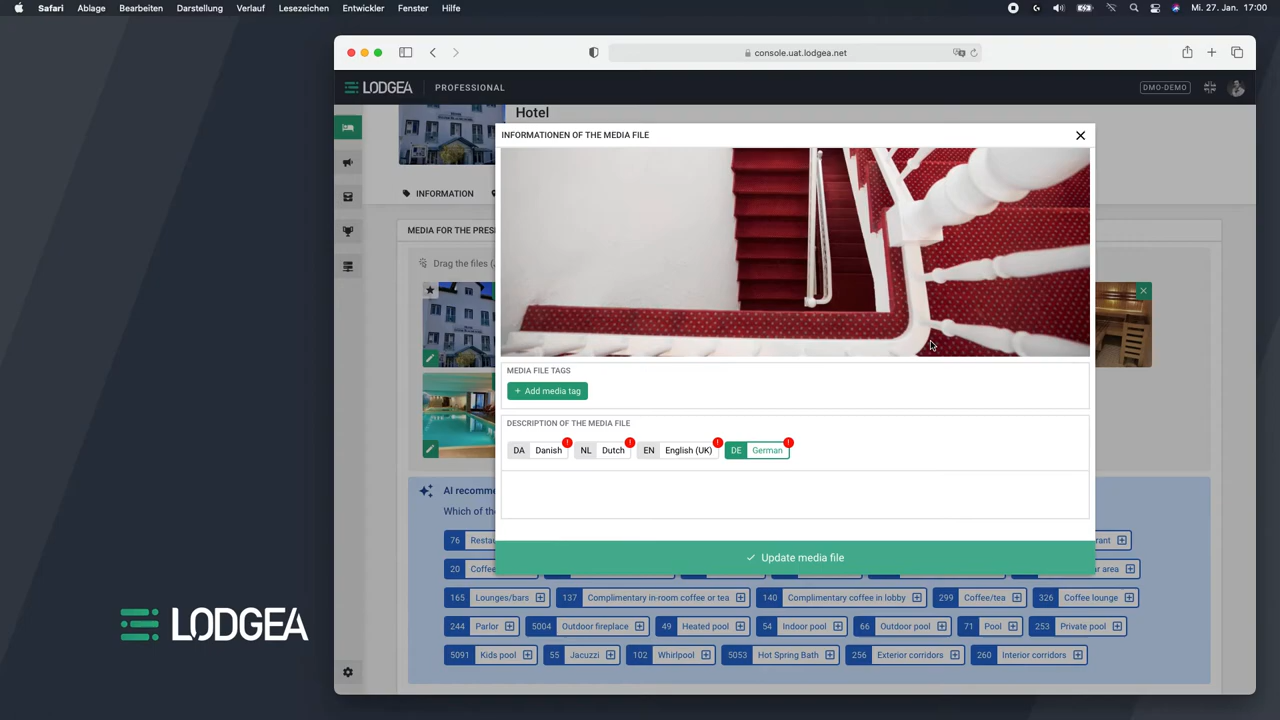 Safari Ablage Bearbeiten Darstellung Verlauf Lesezeichen Entwickler Fenster Hilfe Mi. 27. Jan. 17:00
console.uat.lodgea.net
LODGEA PROFESSIONAL DMO-DEMO
Hotel
INFORMATIONEN OF THE MEDIA FILE
INFORMATION
MEDIA FOR THE PRES
Drag the files (
MEDIA FILE TAGS
+ Add media tag
DESCRIPTION OF THE MEDIA FILE
DA Danish ! NL Dutch ! EN English (UK) ! DE German !
AI recomme
Which of the
76 Restau rant
20 Coffee ar area
Update media file
165 Lounges/bars 137 Complimentary in-room coffee or tea 140 Complimentary coffee in lobby 299 Coffee/tea 326 Coffee lounge
244 Parlor 5004 Outdoor fireplace 49 Heated pool 54 Indoor pool 66 Outdoor pool 71 Pool 253 Private pool
5091 Kids pool 55 Jacuzzi 102 Whirlpool 5053 Hot Spring Bath 256 Exterior corridors 260 Interior corridors
LODGEA